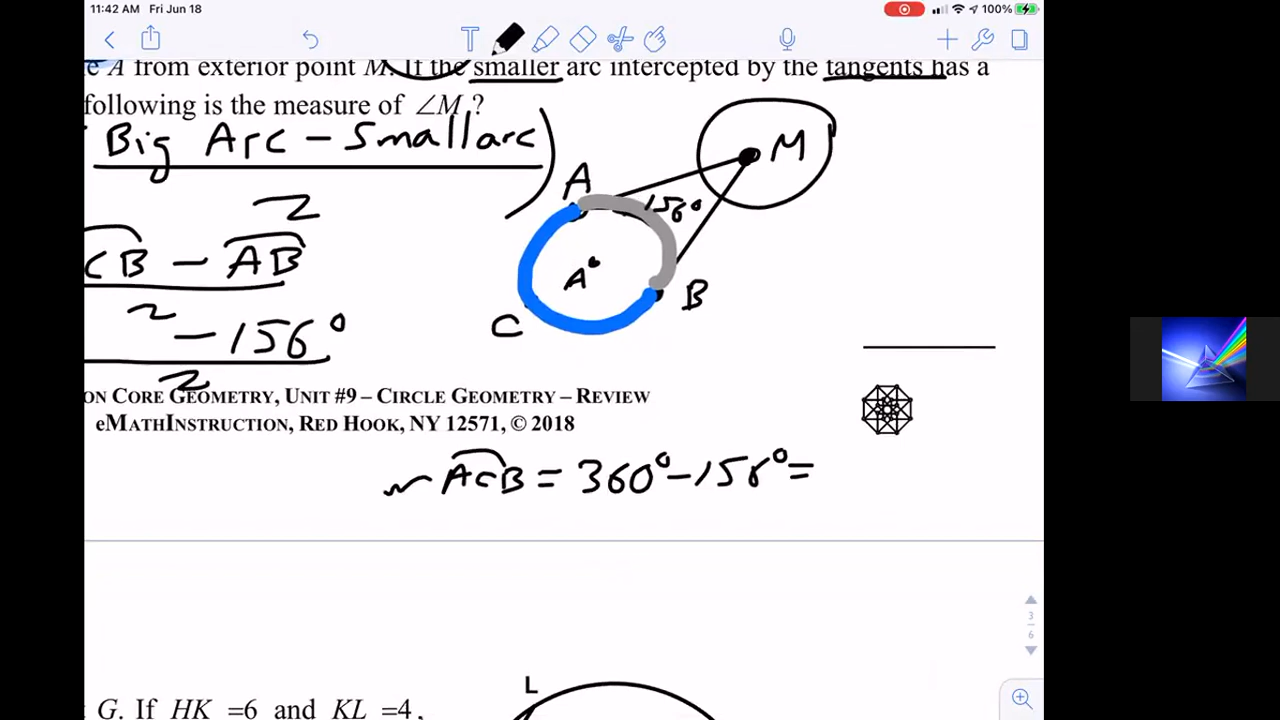 11:42 AM Fri Jun 18
100%
e A from exterior point M. If the smaller arc intercepted by the tangents has a
following is the measure of ∠M ?
Big Arc - Small arc
2
M
A
156°
CB - AB
2
A
B
C
- 156°
2
ON CORE GEOMETRY, UNIT #9 – CIRCLE GEOMETRY – REVIEW
eMATHINSTRUCTION, RED HOOK, NY 12571, © 2018
m ACB = 360° - 156° =
3
6
L
G. If HK =6 and KL =4,